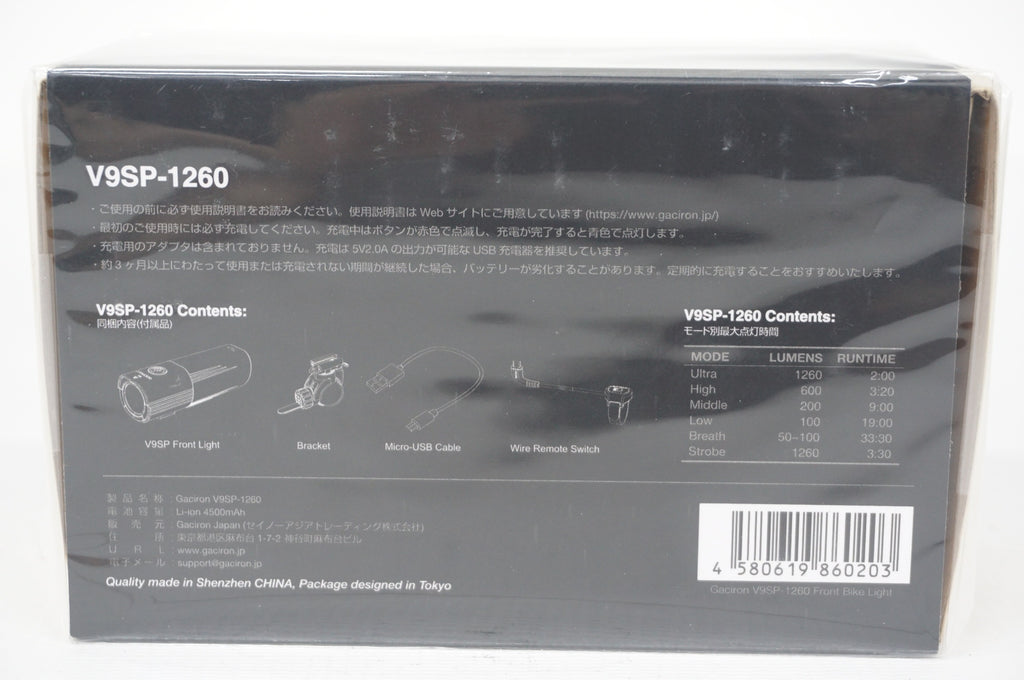 V9SP-1260
・ご使用の前に必ず使用説明書をお読みください。使用説明書は Web サイトにご用意しています (https://www.gaciron.jp/)
・最初のご使用時には必ず充電してください。充電中はボタンが赤色で点滅し、充電が完了すると青色で点灯します。
・充電用のアダプタは含まれておりません。充電は 5V2.0A の出力が可能な USB 充電器を推奨しています。
・約3ヶ月以上にわたって使用または充電されない期間が継続した場合、バッテリーが劣化することがあります。定期的に充電することをおすすめいたします。
V9SP-1260 Contents:
同梱内容(付属品)
V9SP Front Light
Bracket
Micro-USB Cable
Wire Remote Switch
V9SP-1260 Contents:
モード別最大点灯時間
MODE LUMENS RUNTIME
Ultra 1260 2:00
High 600 3:20
Middle 200 9:00
Low 100 19:00
Breath 50~100 33:30
Strobe 1260 3:30
製品名称 : Gaciron V9SP-1260
電池容量 : Li-ion 4500mAh
販売元 : Gaciron Japan (セイノーアジアトレーディング株式会社)
住所 : 東京都港区麻布台 1-7-2 神谷町麻布台ビル
URL : www.gaciron.jp
電子メール : support@gaciron.jp
Quality made in Shenzhen CHINA, Package designed in Tokyo
4 580619 860203
Gaciron V9SP-1260 Front Bike Light